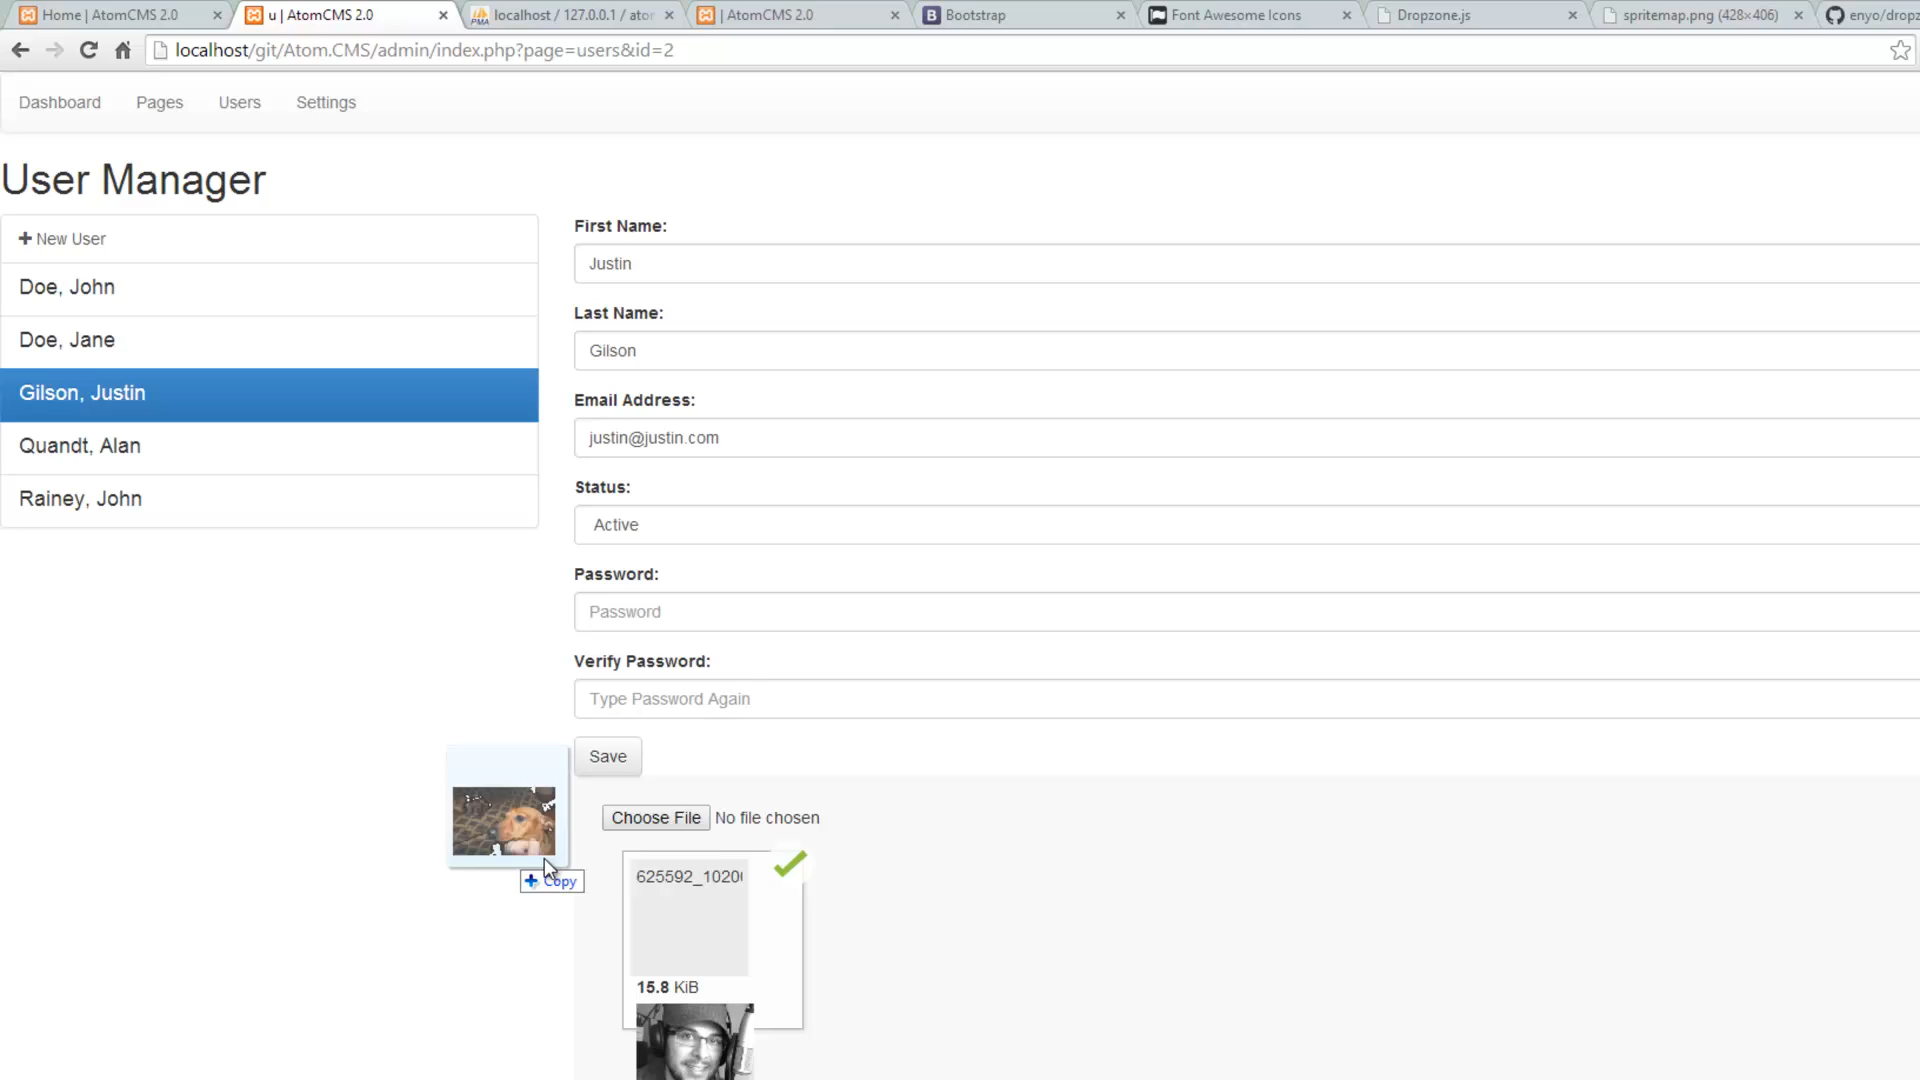 Home | AtomCMS 2.0
u | AtomCMS 2.0
localhost / 127.0.0.1 / ator
| AtomCMS 2.0
Bootstrap
Font Awesome Icons
Dropzone.js
spritemap.png (428×406)
enyo/dropz
localhost/git/Atom.CMS/admin/index.php?page=users&id=2
Dashboard
Pages
Users
Settings
User Manager
New User
Doe, John
Doe, Jane
Gilson, Justin
Quandt, Alan
Rainey, John
First Name:
Justin
Last Name:
Gilson
Email Address:
justin@justin.com
Status:
Active
Password:
Password
Verify Password:
Type Password Again
Save
Choose File No file chosen
Copy
625592_1020
15.8 KiB